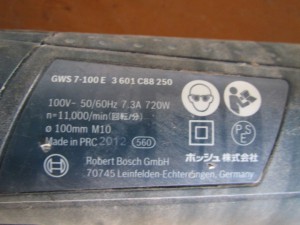 GWS 7-100 E 3 601 C88 250
100V~ 50/60Hz 7.3A 720W
n=11,000/min(回転/分)
⌀ 100mm M10
Made in PRC 2012 560
PSE
BOSCH
Robert Bosch GmbH
ボッシュ株式会社
70745 Leinfelden-Echterdingen, Germany